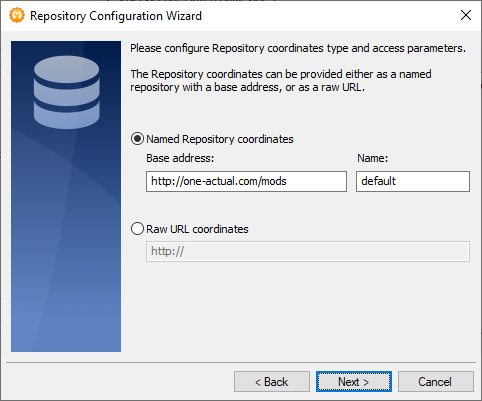 Repository Configuration Wizard
Please configure Repository coordinates type and access parameters.
The Repository coordinates can be provided either as a named
repository with a base address, or as a raw URL.
Named Repository coordinates
Base address: Name:
http://one-actual.com/mods default
Raw URL coordinates
http://
< Back Next > Cancel